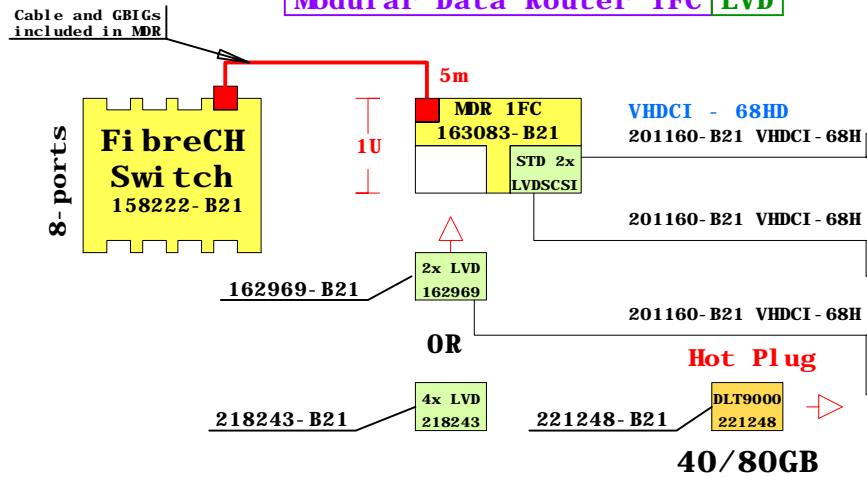 Modular Data Router 1FC LVD
Cable and GBIGs
included in MDR
5m
MDR 1FC
163083-B21
VHDCI - 68HD
201160-B21 VHDCI-68H
8-ports
FibreCH
Switch
158222-B21
1U
STD 2x
LVDSCSI
201160-B21 VHDCI-68H
162969-B21
2x LVD
162969
201160-B21 VHDCI-68H
OR
Hot Plug
218243-B21
4x LVD
218243
221248-B21
DLT9000
221248
40/80GB